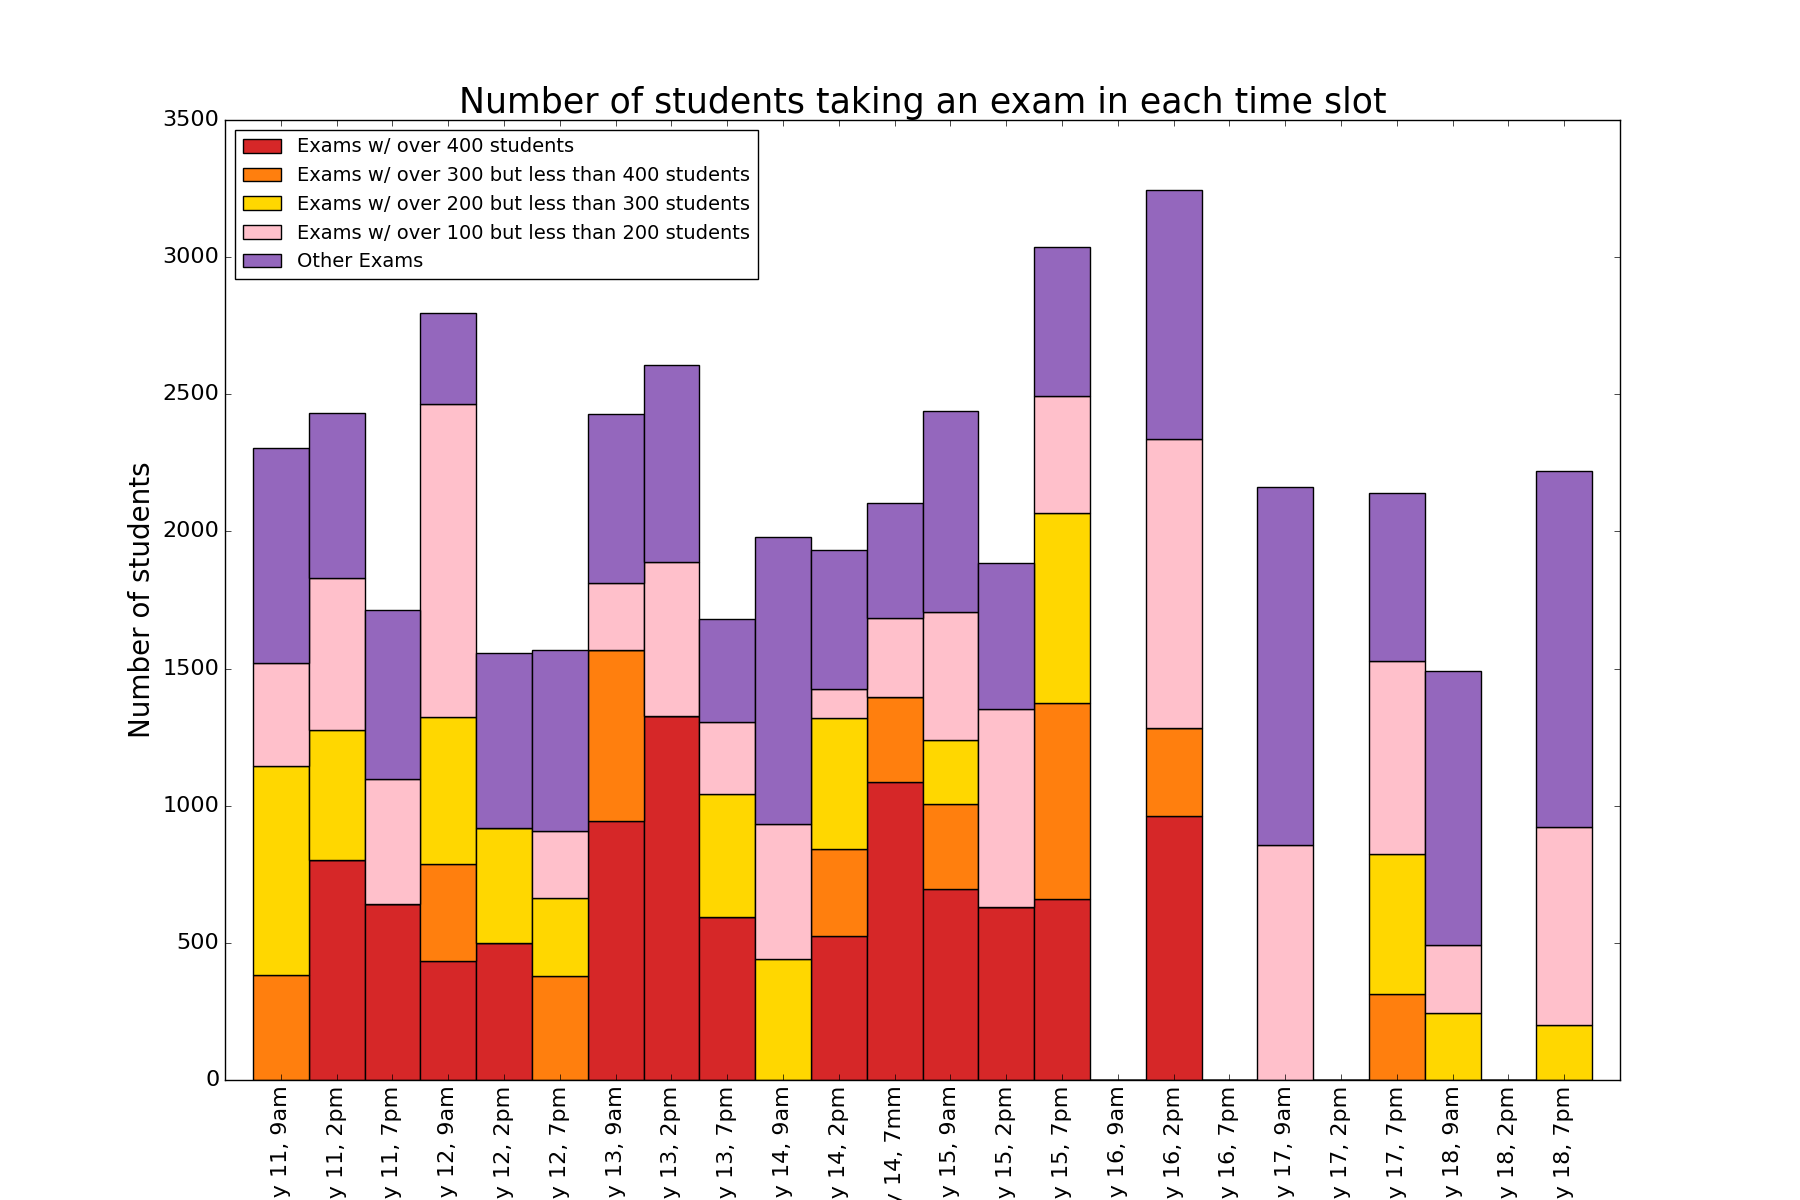 Number of students taking an exam in each time slot
Exams w/ over 400 students
Exams w/ over 300 but less than 400 students
Exams w/ over 200 but less than 300 students
Exams w/ over 100 but less than 200 students
Other Exams
Number of students
3500
3000
2500
2000
1500
1000
500
0
y 11, 9am
y 11, 2pm
y 11, 7pm
y 12, 9am
y 12, 2pm
y 12, 7pm
y 13, 9am
y 13, 2pm
y 13, 7pm
y 14, 9am
y 14, 2pm
y 14, 7mm
y 15, 9am
y 15, 2pm
y 15, 7pm
y 16, 9am
y 16, 2pm
y 16, 7pm
y 17, 9am
y 17, 2pm
y 17, 7pm
y 18, 9am
y 18, 2pm
y 18, 7pm